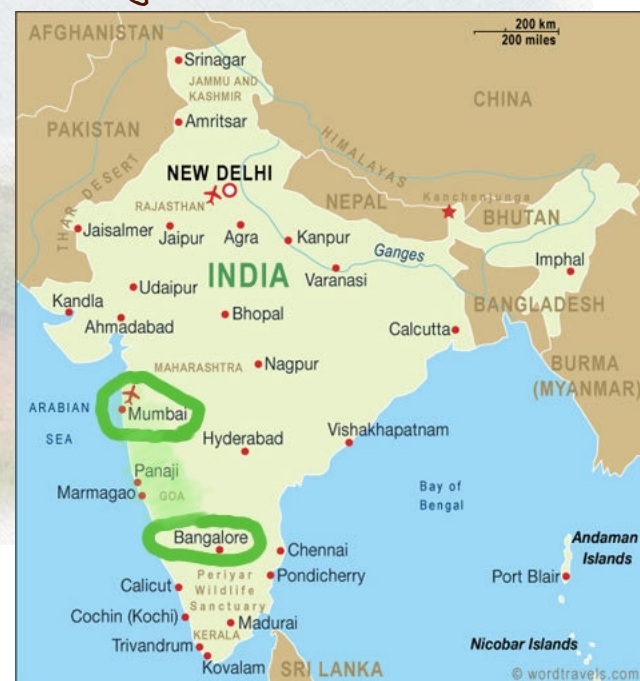 AFGHANISTAN
200 km
200 miles
Srinagar
JAMMU AND
KASHMIR
CHINA
PAKISTAN
Amritsar
HIMALAYAS
NEW DELHI
THAR DESERT
RAJASTHAN
NEPAL
Kanchenjunga
BHUTAN
Jaisalmer
Jaipur
Agra
Kanpur
Ganges
Imphal
INDIA
Varanasi
Udaipur
Kandla
Bhopal
BANGLADESH
Ahmadabad
Calcutta
MAHARASHTRA
Nagpur
BURMA
(MYANMAR)
ARABIAN
SEA
Mumbai
Hyderabad
Vishakhapatnam
Panaji
Marmagao
GOA
Bay of
Bengal
Bangalore
Chennai
Andaman
Islands
Periyar
Wildlife
Sanctuary
Pondicherry
Port Blair
Calicut
Cochin (Kochi)
Madurai
KERALA
Trivandrum
Nicobar Islands
Kovalam
SRI LANKA
© wordtravels.com